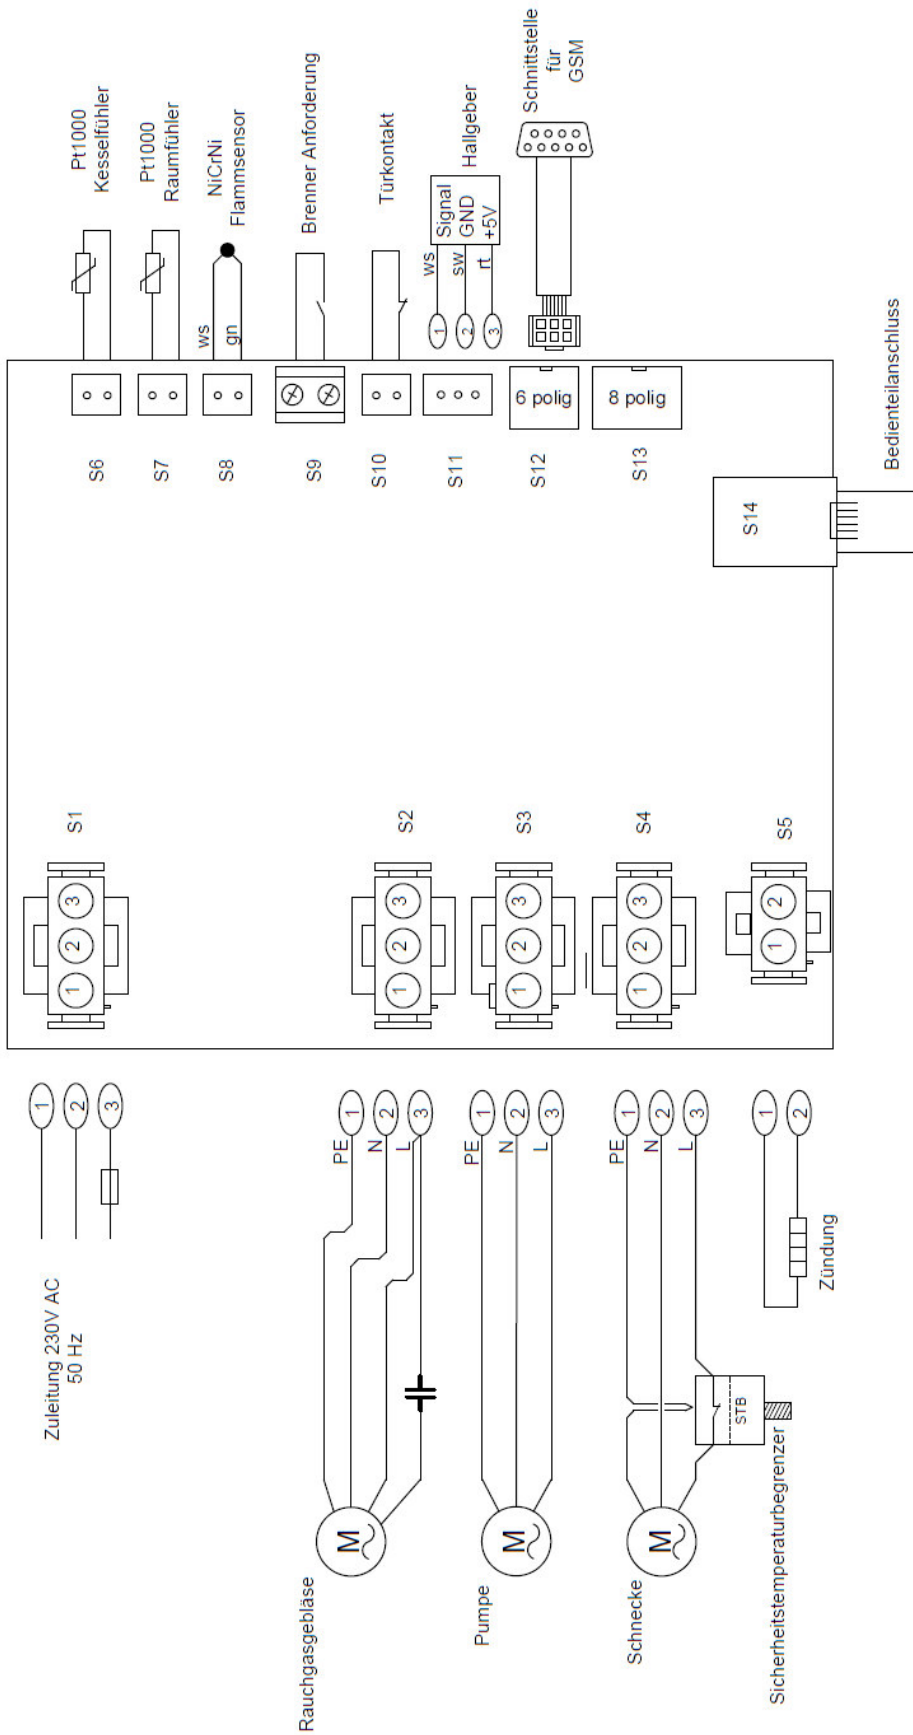 Pt1000
Kesselfühler
Pt1000
Raumfühler
NiCrNi
Flammsensor
ws
gn
Brenner Anforderung
Türkontakt
Hallgeber
Signal
GND
+5V
ws
sw
rt
1
2
3
Schnittstelle
für
GSM
6 polig
8 polig
S6
S7
S8
S9
S10
S11
S12
S13
S14
Bedienteilanschluss
S1
S2
S3
S4
S5
1 2 3
1 2 3
1 2 3
1 2 3
1 2
Zuleitung 230V AC
50 Hz
1
2
3
Rauchgasgebläse
M
PE 1
N 2
L 3
Pumpe
M
PE 1
N 2
L 3
Schnecke
M
PE 1
N 2
L 3
STB
Sicherheitstemperaturbegrenzer
Zündung
1
2